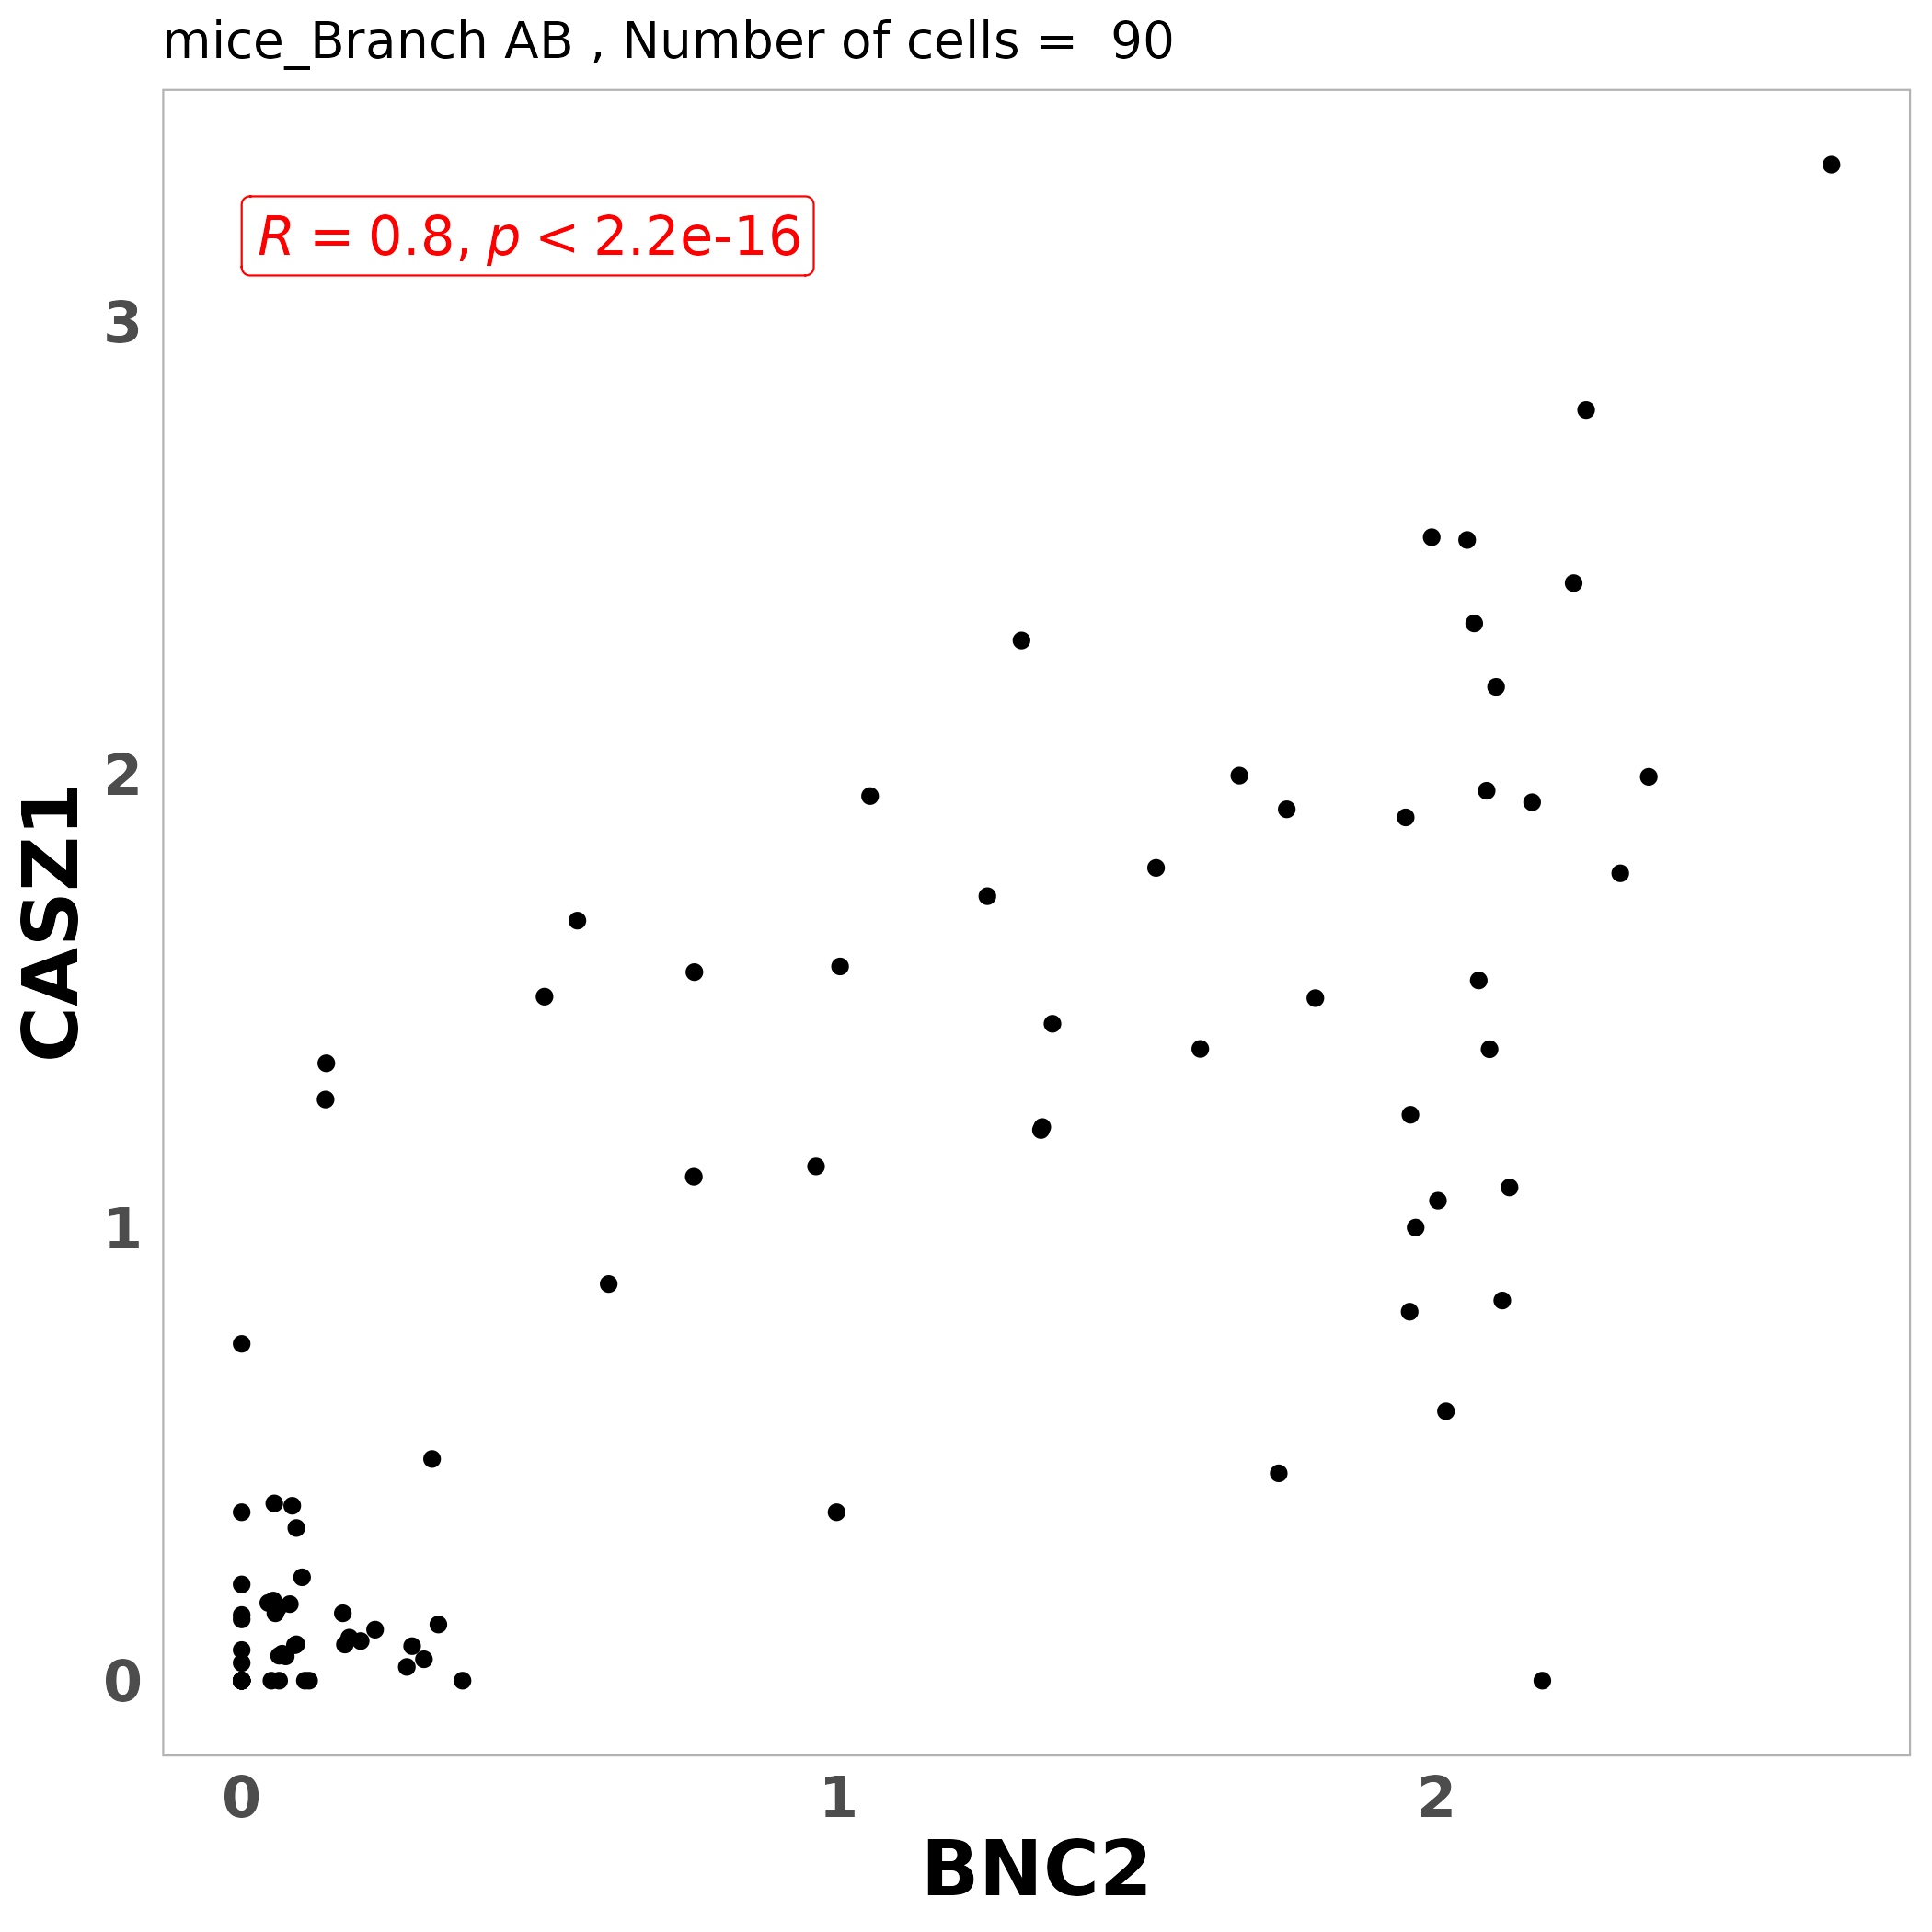 mice_Branch AB , Number of cells =  90
R = 0.8, p < 2.2e-16
3
2
1
0
CASZ1
0 1 2
BNC2